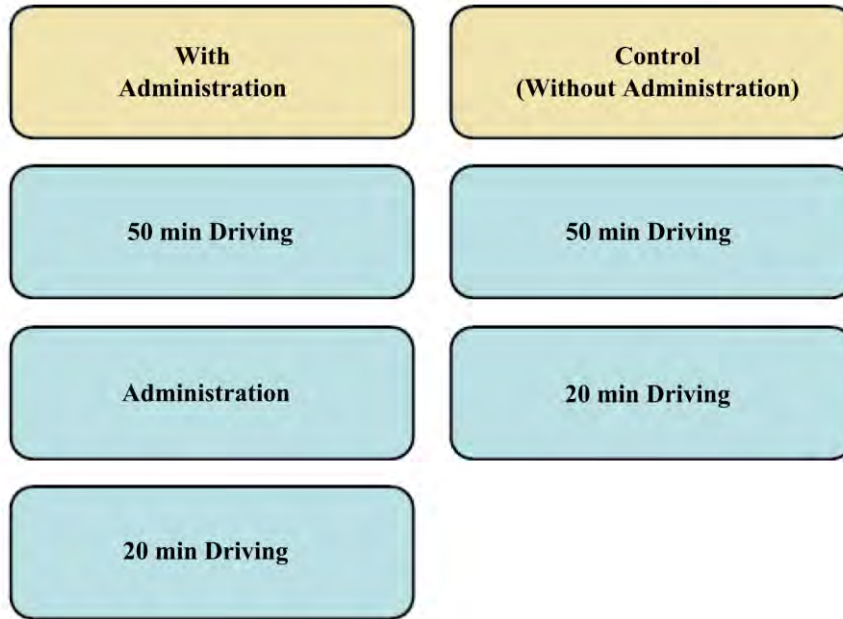 With
Administration
50 min Driving
Administration
20 min Driving
Control
(Without Administration)
50 min Driving
20 min Driving